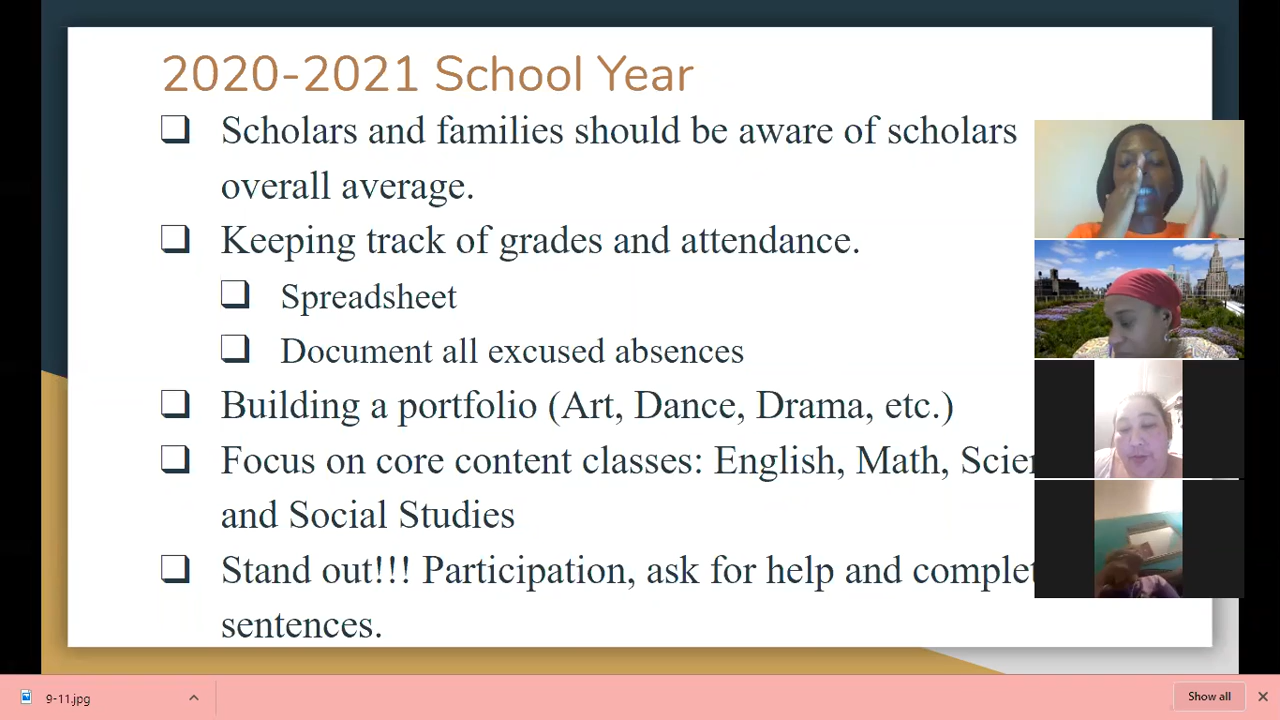 2020-2021 School Year
Scholars and families should be aware of scholars
overall average.
Keeping track of grades and attendance.
Spreadsheet
Document all excused absences
Building a portfolio (Art, Dance, Drama, etc.)
Focus on core content classes: English, Math,
and Social Studies
Stand out!!! Participation, ask for help and
sentences.
9-11.jpg
Show all